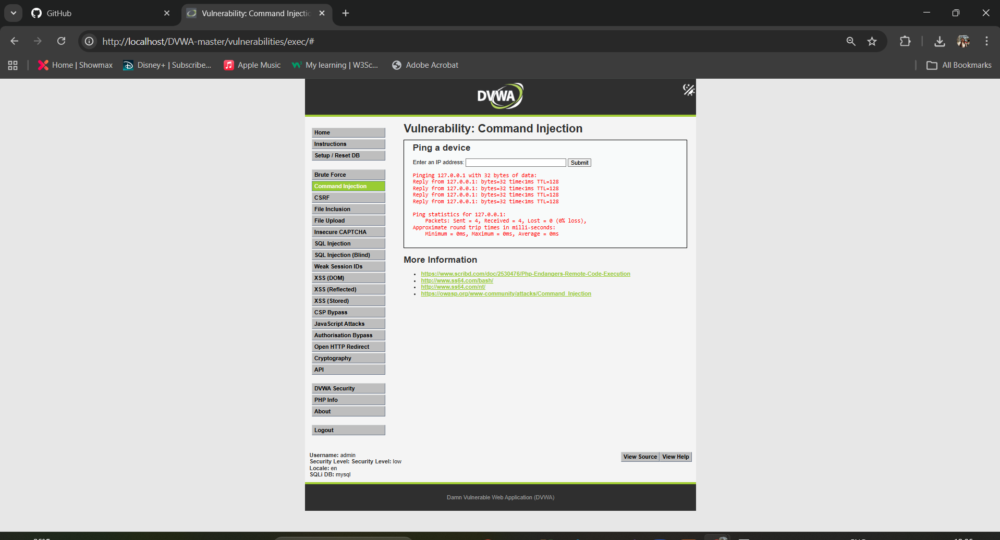 GitHub
Vulnerability: Command Injectio
http://localhost/DVWA-master/vulnerabilities/exec/#
Home | Showmax
Disney+ | Subscribe...
Apple Music
My learning | W3Sc...
Adobe Acrobat
All Bookmarks
DVWA
Home
Instructions
Setup / Reset DB
Brute Force
Command Injection
CSRF
File Inclusion
File Upload
Insecure CAPTCHA
SQL Injection
SQL Injection (Blind)
Weak Session IDs
XSS (DOM)
XSS (Reflected)
XSS (Stored)
CSP Bypass
JavaScript Attacks
Authorisation Bypass
Open HTTP Redirect
Cryptography
API
DVWA Security
PHP Info
About
Logout
Vulnerability: Command Injection
Ping a device
Enter an IP address:
Submit
Pinging 127.0.0.1 with 32 bytes of data:
Reply from 127.0.0.1: bytes=32 time<1ms TTL=128
Reply from 127.0.0.1: bytes=32 time<1ms TTL=128
Reply from 127.0.0.1: bytes=32 time<1ms TTL=128
Reply from 127.0.0.1: bytes=32 time<1ms TTL=128
Ping statistics for 127.0.0.1:
Packets: Sent = 4, Received = 4, Lost = 0 (0% loss),
Approximate round trip times in milli-seconds:
Minimum = 0ms, Maximum = 0ms, Average = 0ms
More Information
https://www.scribd.com/doc/2530476/Php-Endangers-Remote-Code-Execution
http://www.ss64.com/bash/
http://www.ss64.com/nt/
https://owasp.org/www-community/attacks/Command_Injection
Username: admin
Security Level: Security Level: low
Locale: en
SQLi DB: mysql
View Source
View Help
Damn Vulnerable Web Application (DVWA)